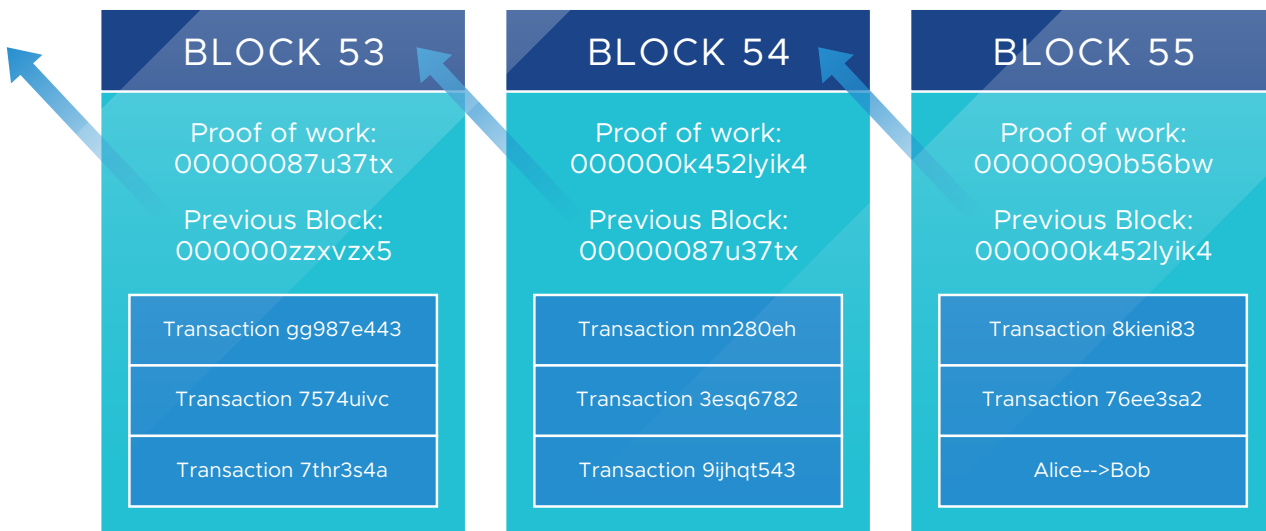 BLOCK 53
Proof of work:
00000087u37tx
Previous Block:
000000zzxvzx5
Transaction gg987e443
Transaction 7574uivc
Transaction 7thr3s4a
BLOCK 54
Proof of work:
000000k452lyik4
Previous Block:
00000087u37tx
Transaction mn280eh
Transaction 3esq6782
Transaction 9ijhqt543
BLOCK 55
Proof of work:
00000090b56bw
Previous Block:
000000k452lyik4
Transaction 8kieni83
Transaction 76ee3sa2
Alice-->Bob